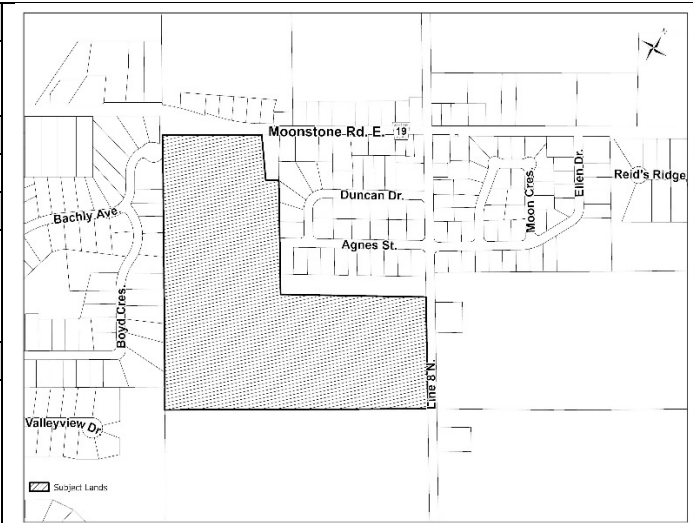 N
Moonstone Rd. E.
19
Reid's Ridge
Duncan Dr.
Ellen Dr.
Moon Cres.
Bachly Ave.
Agnes St.
Boyd Cres.
Line 8 N.
Valleyview Dr.
Subject Lands